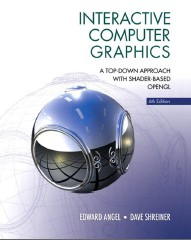 INTERACTIVE
COMPUTER
GRAPHICS
A TOP-DOWN APPROACH
WITH SHADER-BASED
OPENGL
6th Edition
EDWARD ANGEL • DAVE SHREINER